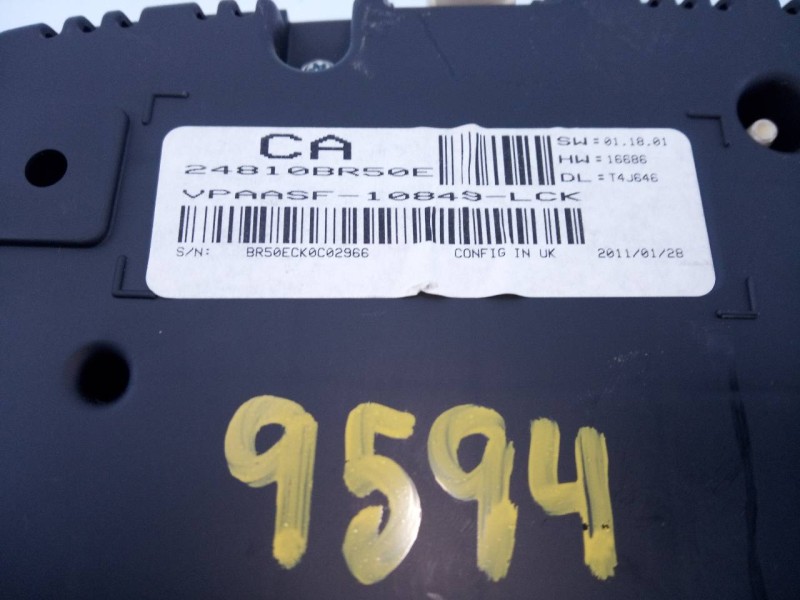 CA
24810BR50E
SW = 01.18.01
HW = 16686
DL = T4J646
VPAASF-10849-LCK
S/N: BR50ECK0C02966 CONFIG IN UK 2011/01/28
9594